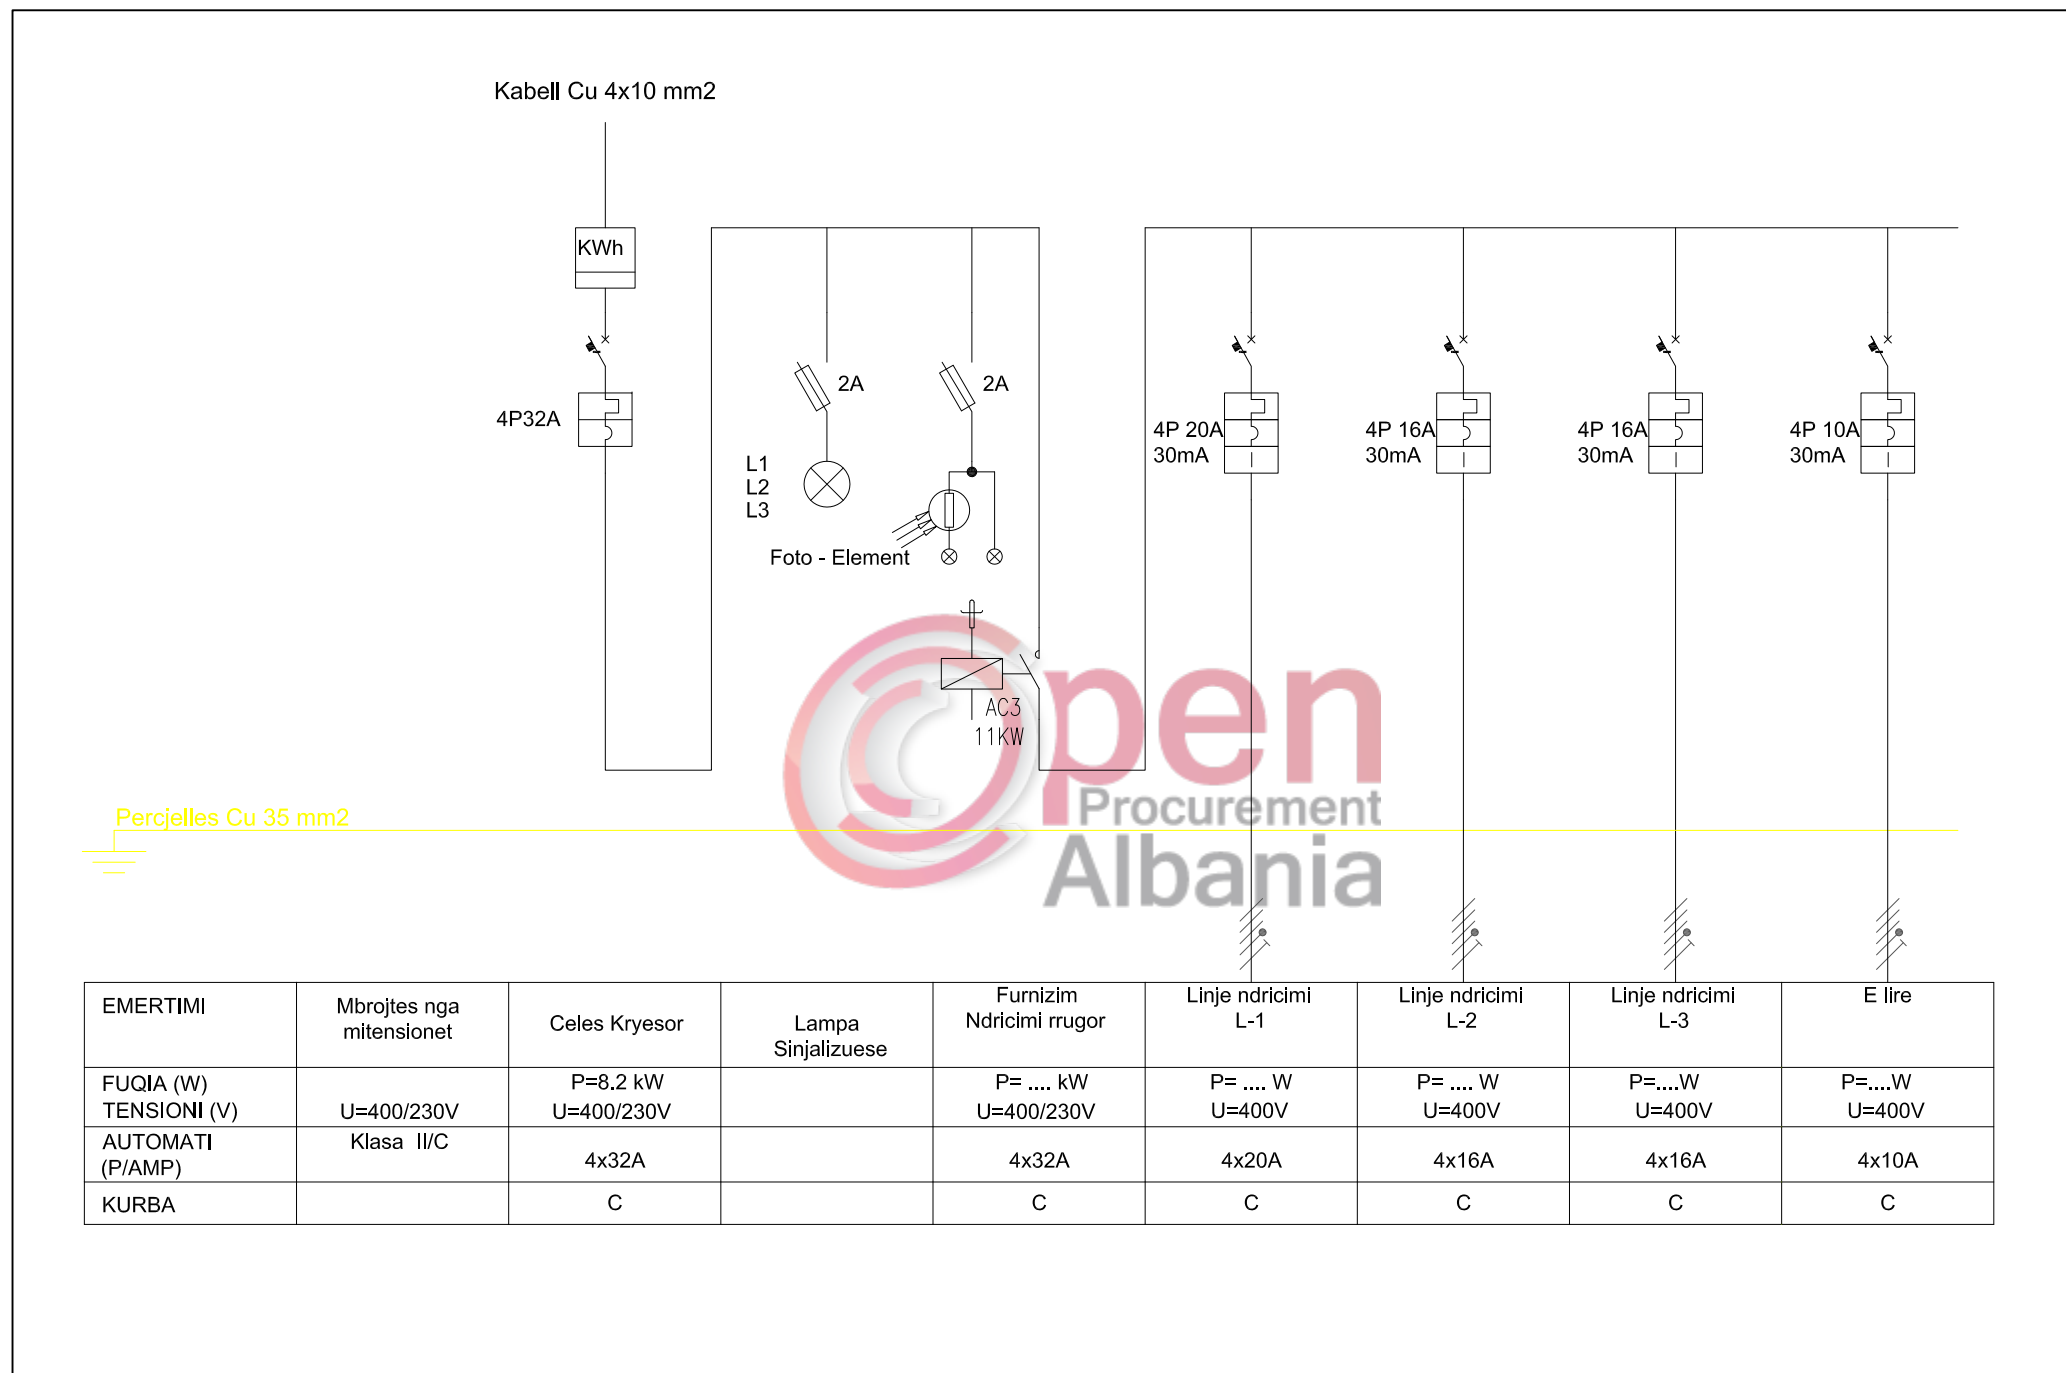 Kabell Cu 4x10 mm2
KWh
4P32A
2A
2A
L1
L2
L3
Foto - Element
AC3
11KW
4P 20A
30mA
4P 16A
30mA
4P 16A
30mA
4P 10A
30mA
Percjelles Cu 35 mm2
Open
Procurement
Albania
EMERTIMI
Mbrojtes nga
mitensionet
Celes Kryesor
Lampa
Sinjalizuese
Furnizim
Ndricimi rrugor
Linje ndricimi
L-1
Linje ndricimi
L-2
Linje ndricimi
L-3
E lire
FUQIA (W)
TENSIONI (V)
U=400/230V
P=8.2 kW
U=400/230V
P= .... kW
U=400/230V
P= .... W
U=400V
P= .... W
U=400V
P=....W
U=400V
P=....W
U=400V
AUTOMATI
(P/AMP)
Klasa II/C
4x32A
4x32A
4x20A
4x16A
4x16A
4x10A
KURBA
C
C
C
C
C
C